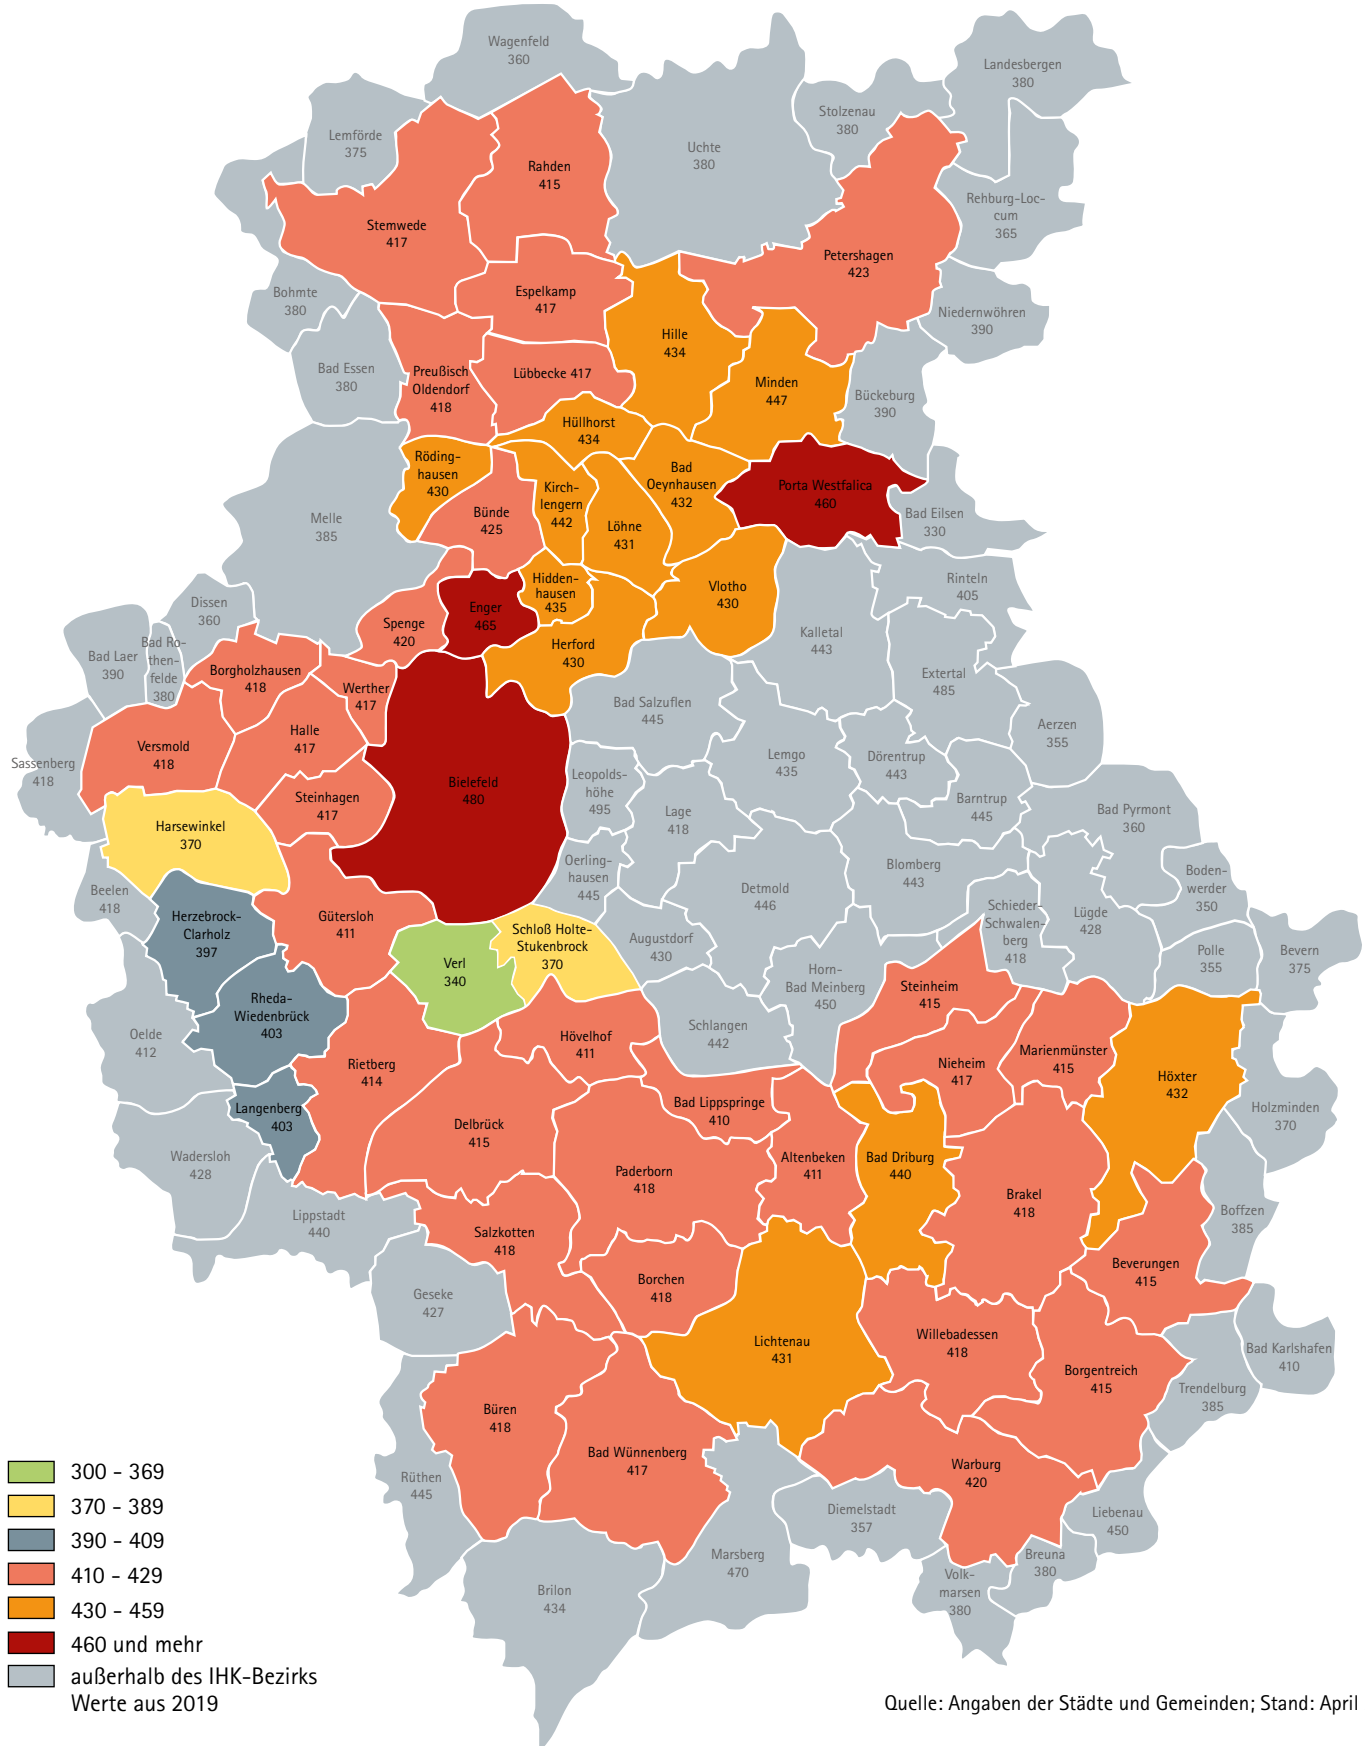 Wagenfeld
360
Landesbergen
380
Lemförde
375
Stolzenau
380
Uchte
380
Rahden
415
Rehburg-Loc-
cum
365
Stemwede
417
Petershagen
423
Bohmte
380
Espelkamp
417
Niedernwöhren
390
Hille
434
Bad Essen
380
Preußisch
Oldendorf
418
Lübbecke 417
Minden
447
Bückeburg
390
Hüllhorst
434
Röding-
hausen
430
Bad
Oeynhausen
432
Kirch-
lengern
442
Porta Westfalica
460
Melle
385
Bünde
425
Löhne
431
Bad Eilsen
330
Dissen
360
Hidden-
hausen
435
Vlotho
430
Rinteln
405
Enger
465
Spenge
420
Kalletal
443
Herford
430
Bad Laer
390
Bad Ro-
then-
felde
380
Borgholzhausen
418
Werther
417
Extertal
485
Bad Salzuflen
445
Halle
417
Aerzen
355
Versmold
418
Lemgo
435
Dörentrup
443
Sassenberg
418
Bielefeld
480
Leopolds-
höhe
495
Steinhagen
417
Barntrup
445
Lage
418
Bad Pyrmont
360
Harsewinkel
370
Oerling-
hausen
445
Blomberg
443
Boden-
werder
350
Beelen
418
Detmold
446
Herzebrock-
Clarholz
397
Gütersloh
411
Schieder-
Schwalen-
berg
418
Lügde
428
Schloß Holte-
Stukenbrock
370
Augustdorf
430
Polle
355
Bevern
375
Verl
340
Horn-
Bad Meinberg
450
Steinheim
415
Rheda-
Wiedenbrück
403
Oelde
412
Schlangen
442
Hövelhof
411
Rietberg
414
Nieheim
417
Marienmünster
415
Höxter
432
Langenberg
403
Bad Lippspringe
410
Holzminden
370
Delbrück
415
Wadersloh
428
Paderborn
418
Altenbeken
411
Bad Driburg
440
Brakel
418
Lippstadt
440
Boffzen
385
Salzkotten
418
Beverungen
415
Borchen
418
Geseke
427
Lichtenau
431
Willebadessen
418
Bad Karlshafen
410
Borgentreich
415
Trendelburg
385
Büren
418
Bad Wünnenberg
417
Warburg
420
Rüthen
445
Diemelstadt
357
Liebenau
450
Marsberg
470
Breuna
380
Volk-
marsen
380
Brilon
434
300 - 369
370 - 389
390 - 409
410 - 429
430 - 459
460 und mehr
außerhalb des IHK-Bezirks
Werte aus 2019
Quelle: Angaben der Städte und Gemeinden; Stand: April